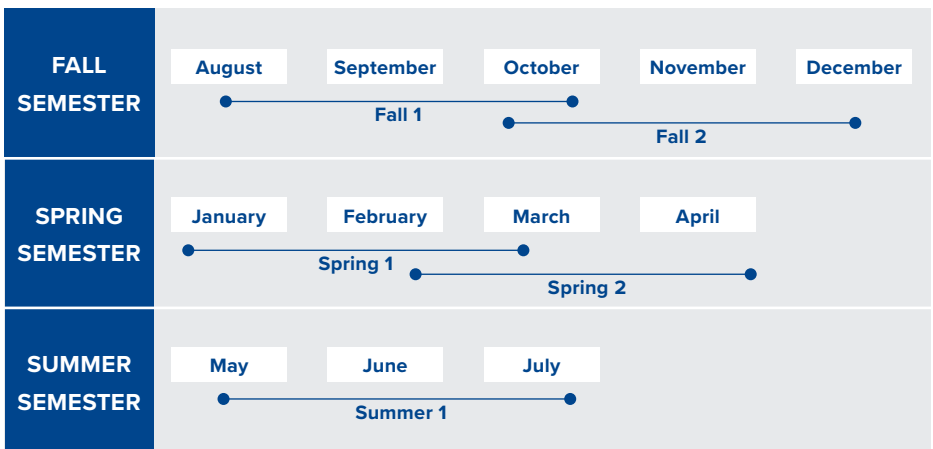 FALL
SEMESTER
August
September
October
November
December
Fall 1
Fall 2
SPRING
SEMESTER
January
February
March
April
Spring 1
Spring 2
SUMMER
SEMESTER
May
June
July
Summer 1